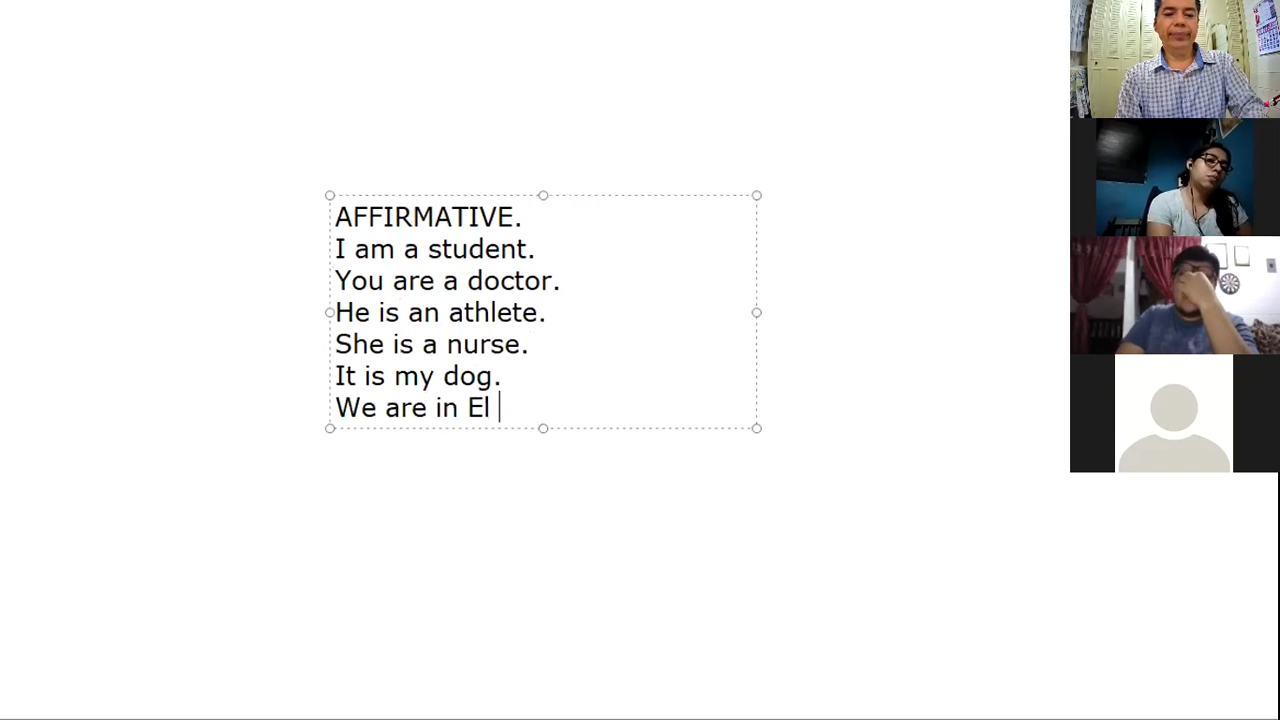 AFFIRMATIVE.
I am a student.
You are a doctor.
He is an athlete.
She is a nurse.
It is my dog.
We are in El